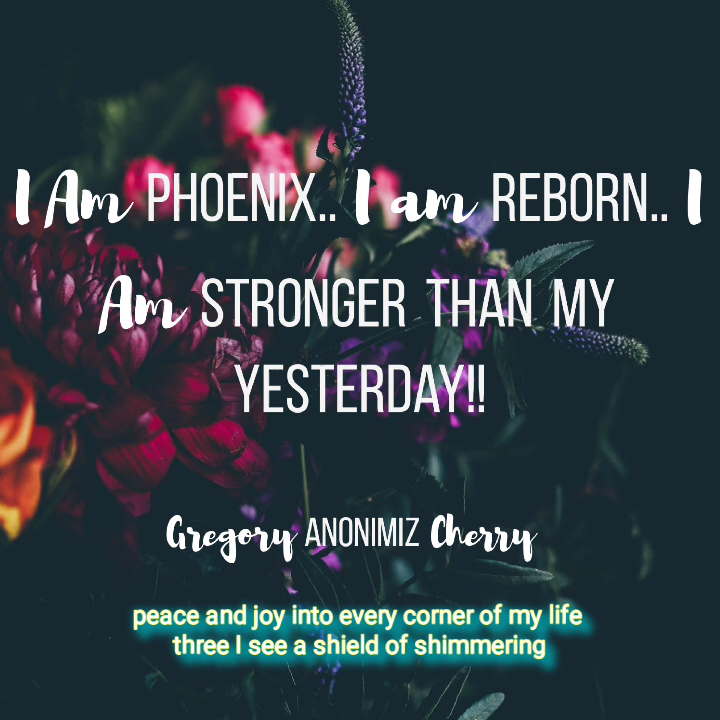 I Am PHOENIX.. I am REBORN.. I
Am STRONGER THAN MY
YESTERDAY!!
Gregory ANONIMIZ Cherry
peace and joy into every corner of my life
three I see a shield of shimmering